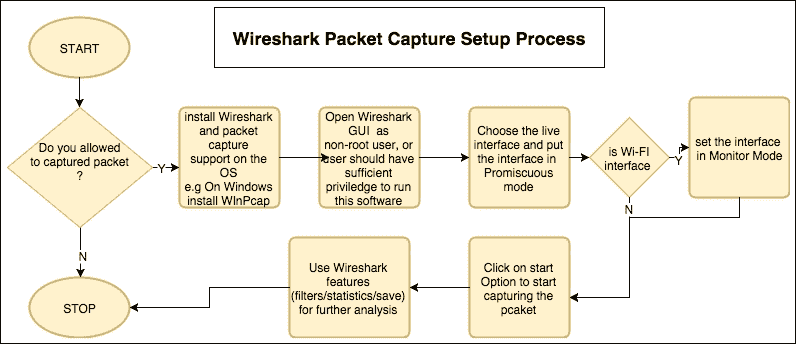 Wireshark Packet Capture Setup Process
START
Do you allowed
to captured packet
?
Y
N
install Wireshark
and packet
capture
support on the
OS
e.g On Windows
install WInPcap
Open Wireshark
GUI as
non-root user, or
user should have
sufficient
priviledge to run
this software
Choose the live
interface and put
the interface in
Promiscuous
mode
is Wi-FI
interface
Y
N
set the interface
in Monitor Mode
Click on start
Option to start
capturing the
pcaket
Use Wireshark
features
(filters/statistics/save)
for further analysis
STOP